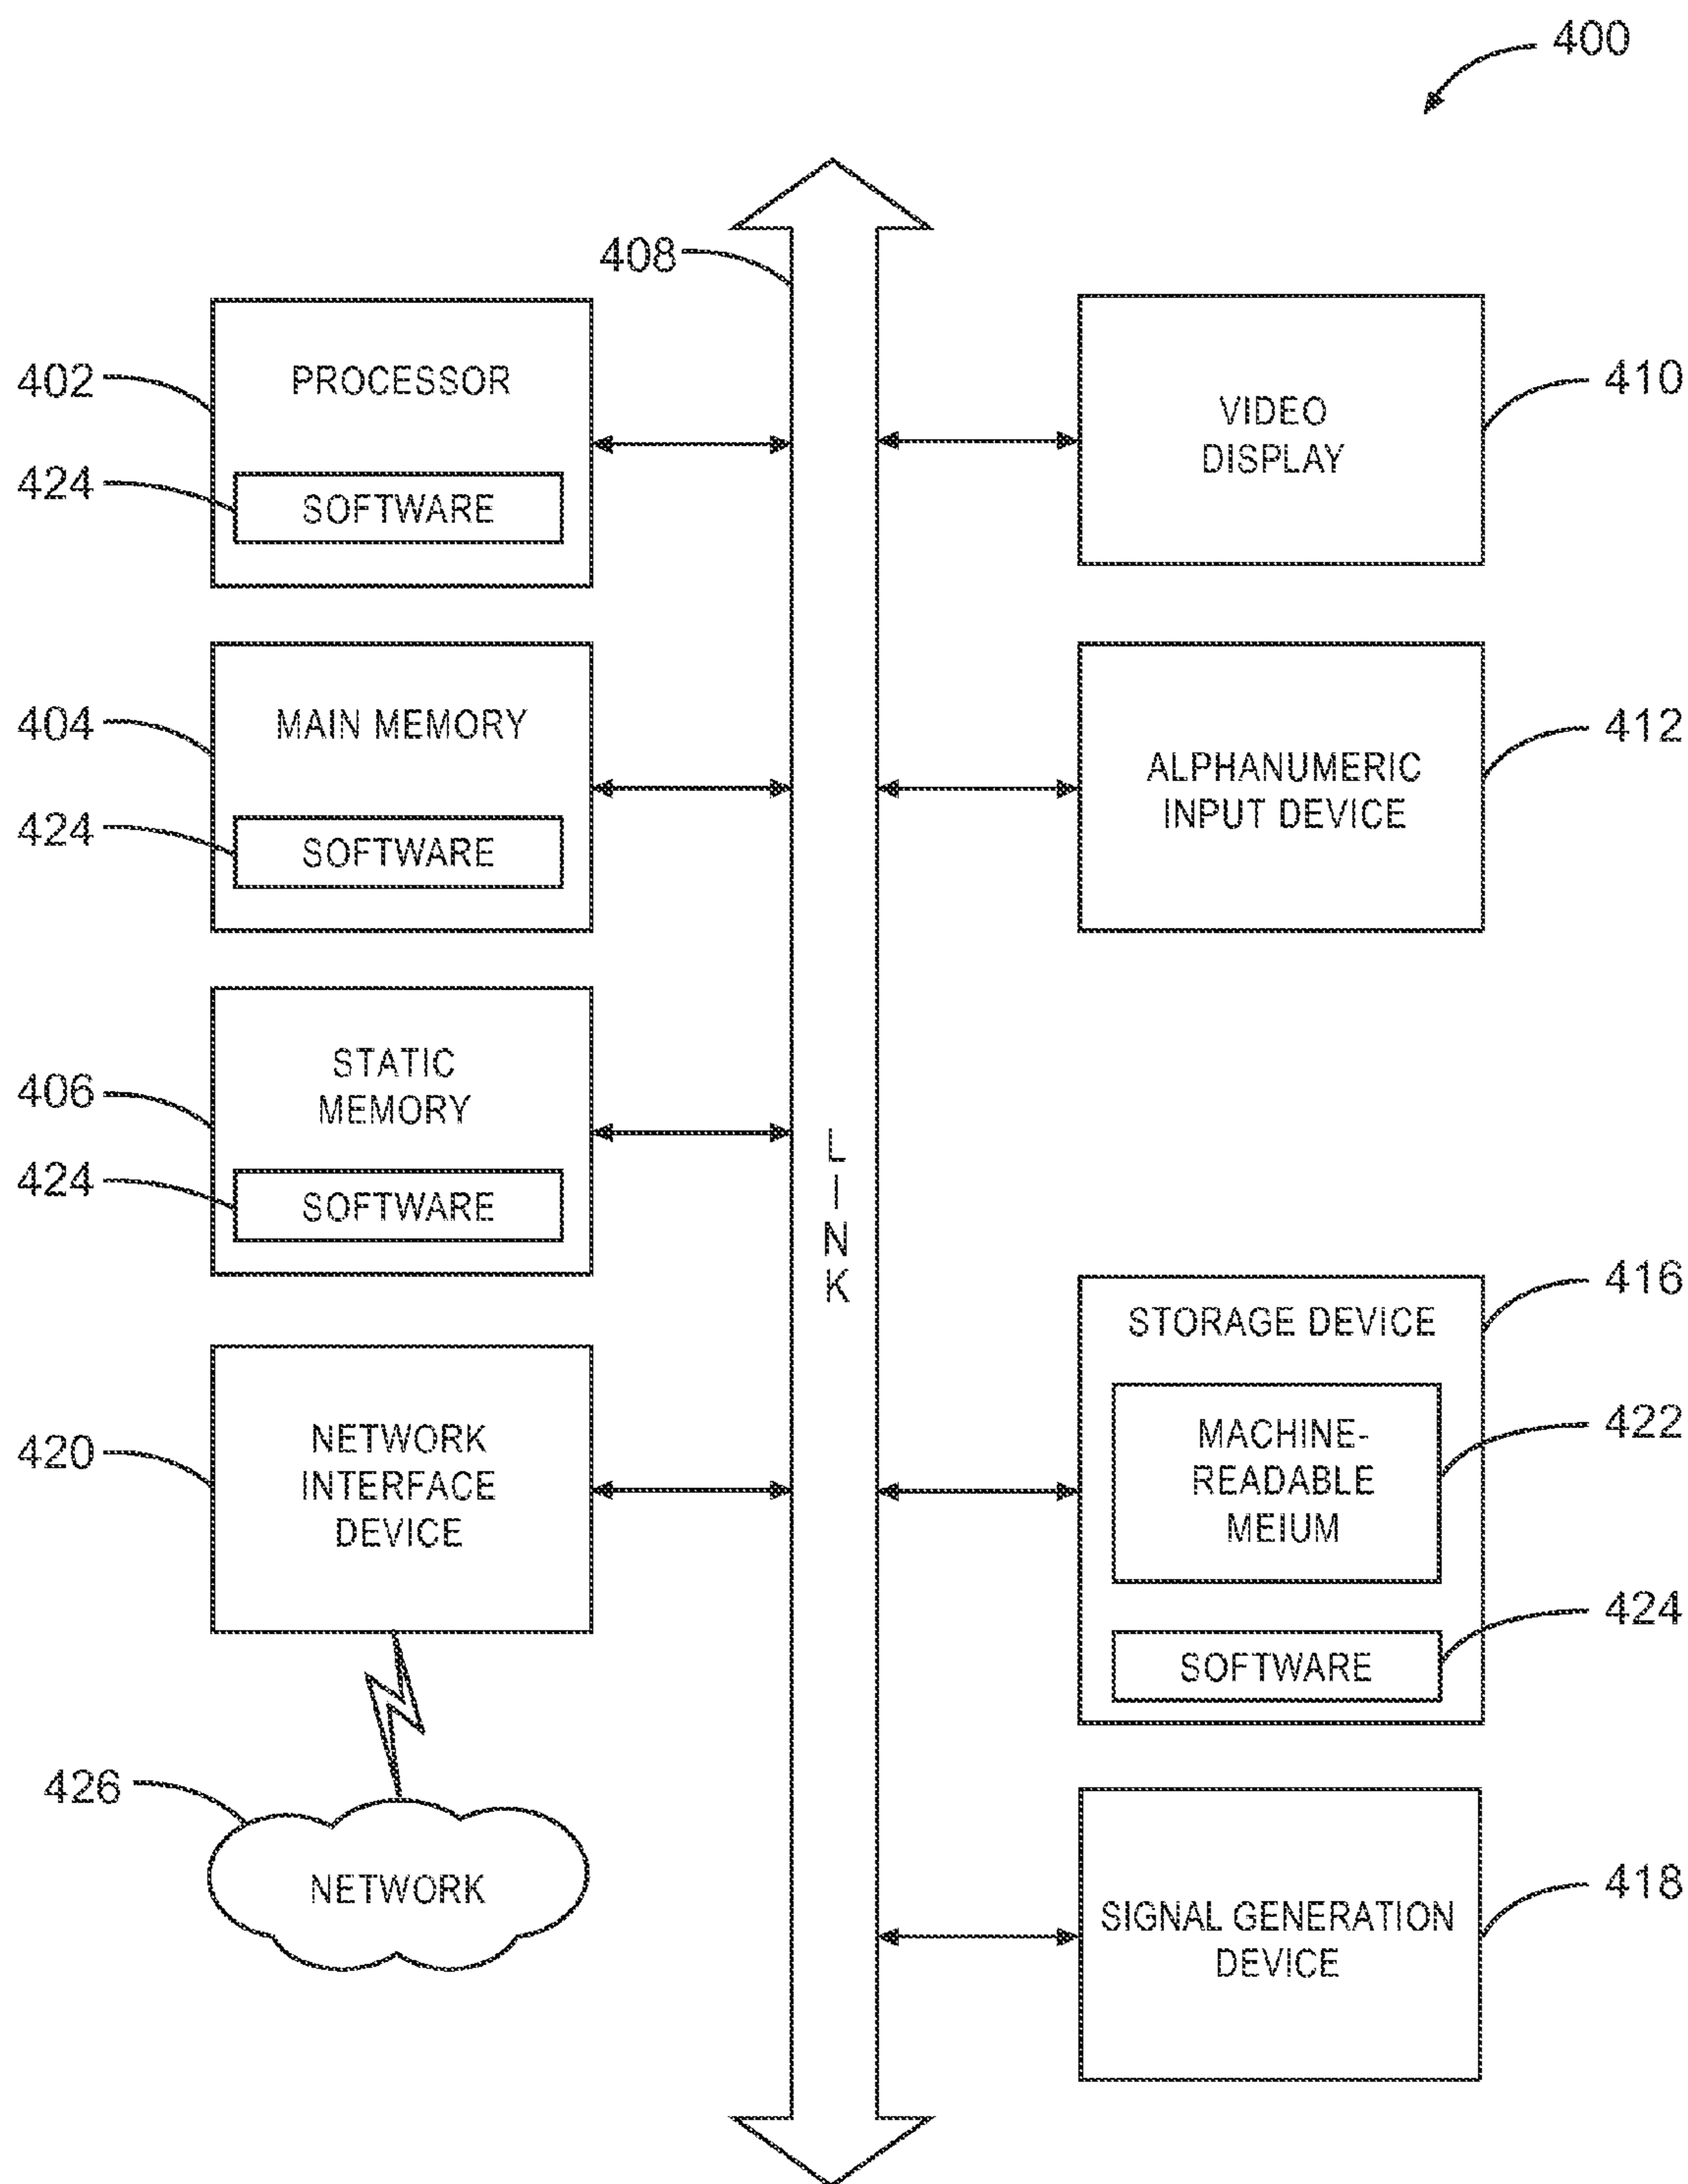 400
408
402
PROCESSOR
424
SOFTWARE
410
VIDEO
DISPLAY
404
MAIN MEMORY
424
SOFTWARE
412
ALPHANUMERIC
INPUT DEVICE
406
STATIC
MEMORY
424
SOFTWARE
L
I
N
K
420
NETWORK
INTERFACE
DEVICE
416
STORAGE DEVICE
422
MACHINE-
READABLE
MEIUM
424
SOFTWARE
426
NETWORK
418
SIGNAL GENERATION
DEVICE